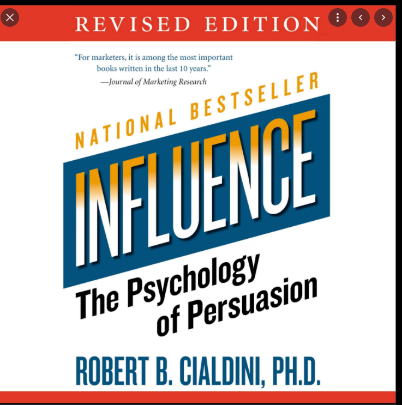 REVISED EDITION
"For marketers, it is among the most important
books written in the last 10 years."
—Journal of Marketing Research
NATIONAL BESTSELLER
INFLUENCE
The Psychology
of Persuasion
ROBERT B. CIALDINI, PH.D.